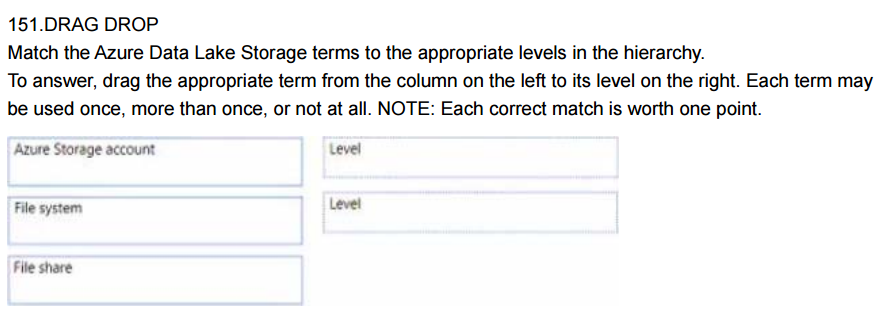 151.DRAG DROP
Match the Azure Data Lake Storage terms to the appropriate levels in the hierarchy.
To answer, drag the appropriate term from the column on the left to its level on the right. Each term may
be used once, more than once, or not at all. NOTE: Each correct match is worth one point.
Azure Storage account
Level
File system
Level
File share